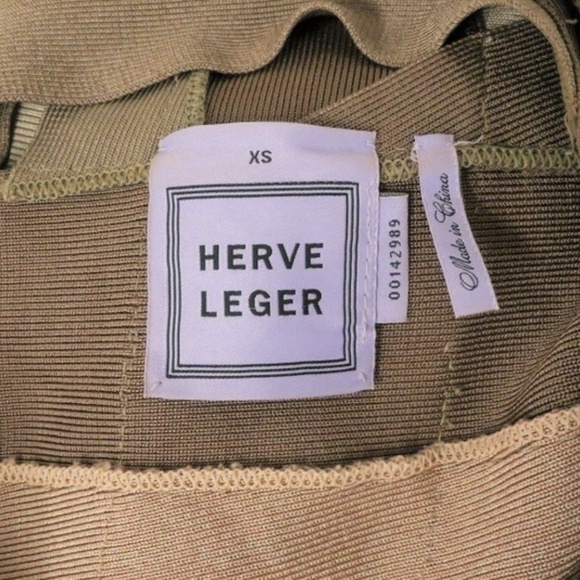 XS
HERVE
LEGER
00142989
Made in China